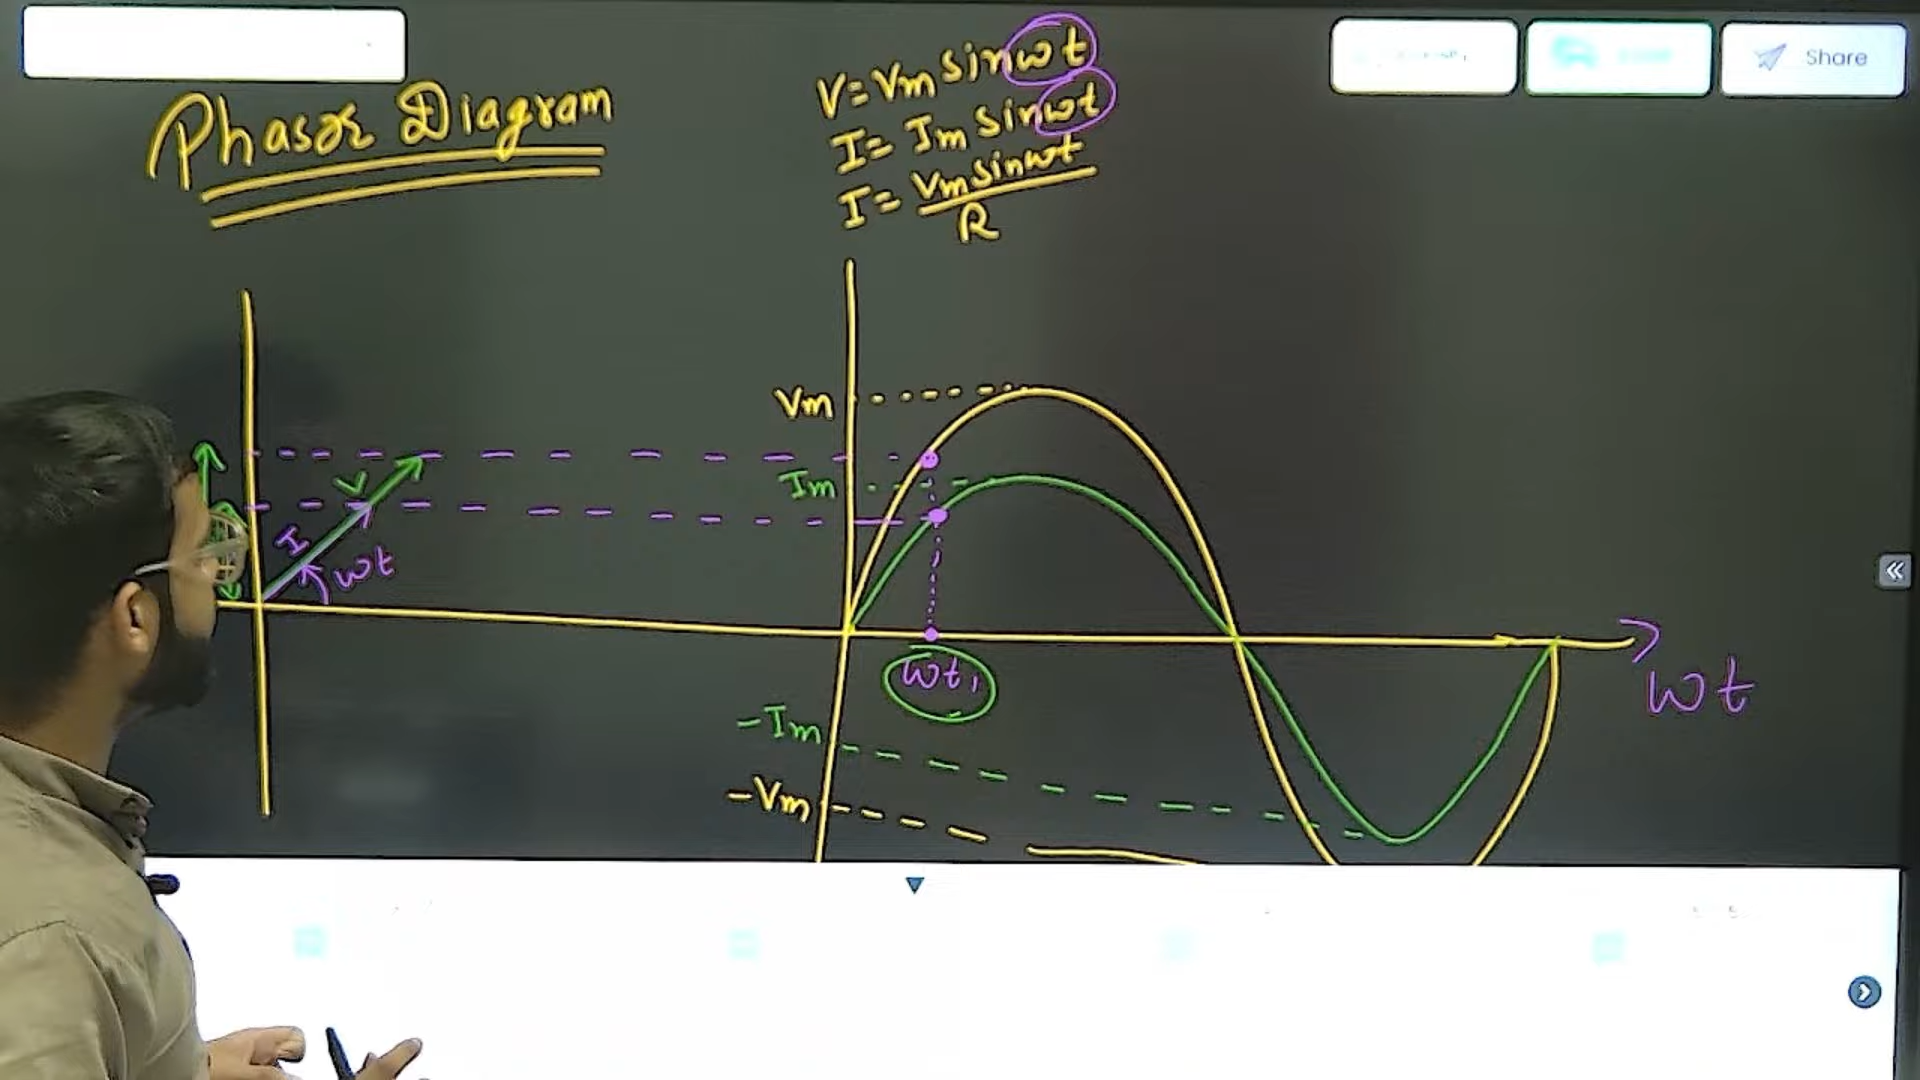 Share
Phasor Diagram
V = Vm sinωt
I = Im sinωt
I = Vm sinωt / R
Vm
Im
V
I
ωt
ωt1
ωt
-Im
-Vm